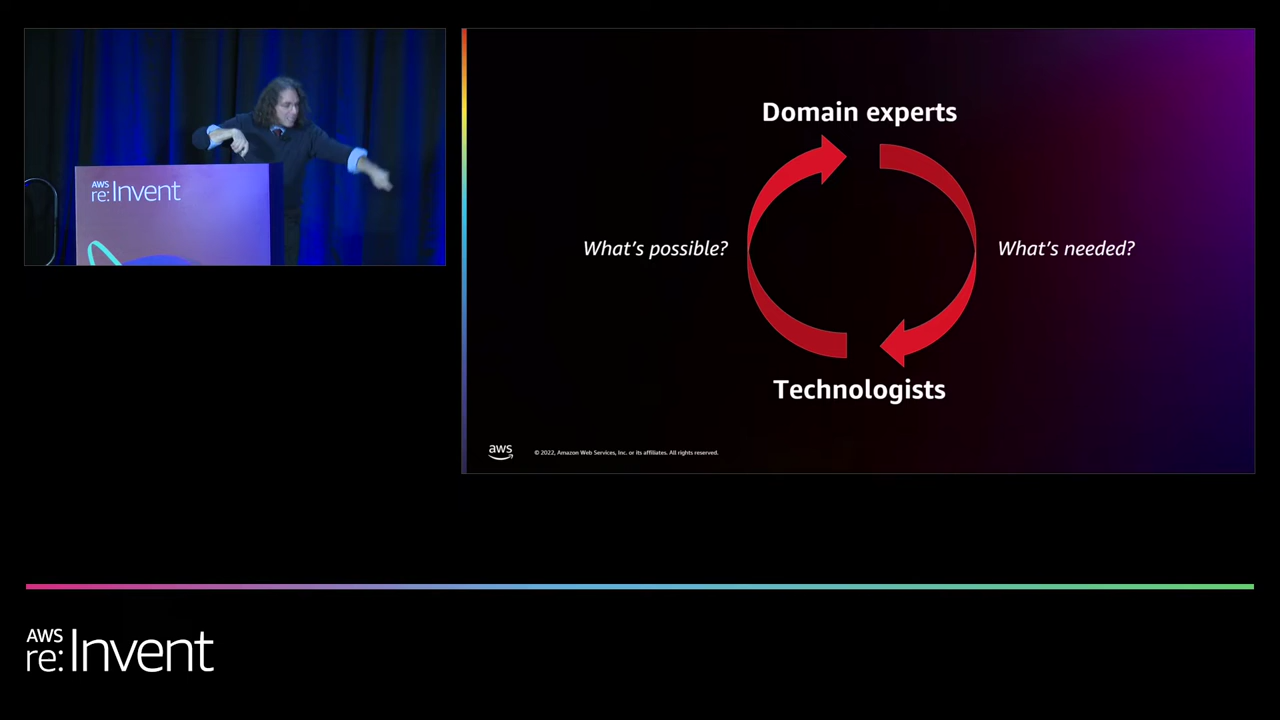 AWS
re:Invent
Domain experts
What's possible?
What's needed?
Technologists
aws
© 2022, Amazon Web Services, Inc. or its affiliates. All rights reserved.
AWS
re:Invent